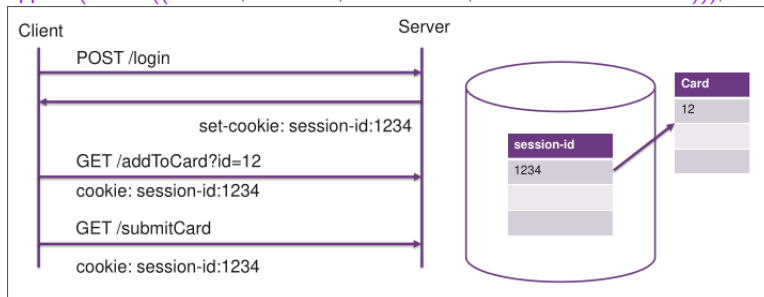 Client
Server
POST /login
set-cookie: session-id:1234
GET /addToCard?id=12
cookie: session-id:1234
GET /submitCard
cookie: session-id:1234
session-id
1234
Card
12